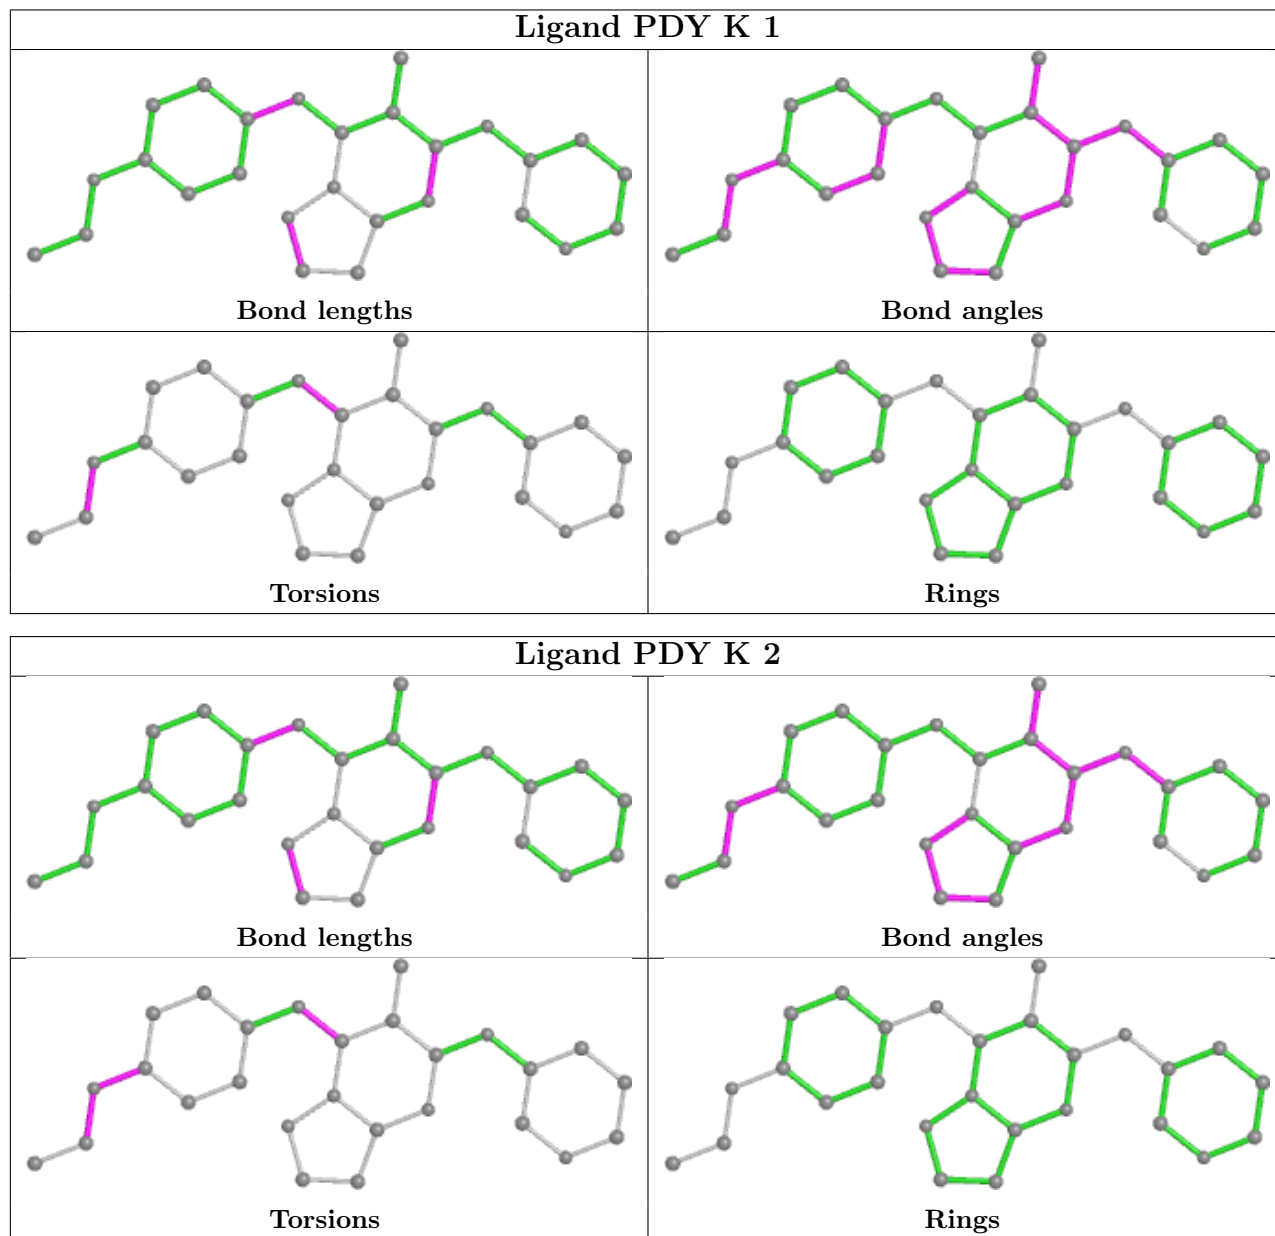 Ligand PDY K 1
Bond lengths
Bond angles
Torsions
Rings
Ligand PDY K 2
Bond lengths
Bond angles
Torsions
Rings